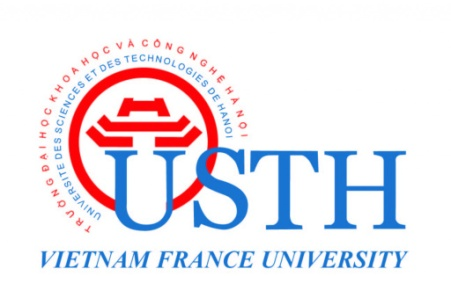 TRƯỜNG ĐẠI HỌC KHOA HỌC VÀ CÔNG NGHỆ HÀ NỘI
UNIVERSITE DES SCIENCES ET DES TECHNOLOGIES DE HANOI
USTH
VIETNAM FRANCE UNIVERSITY